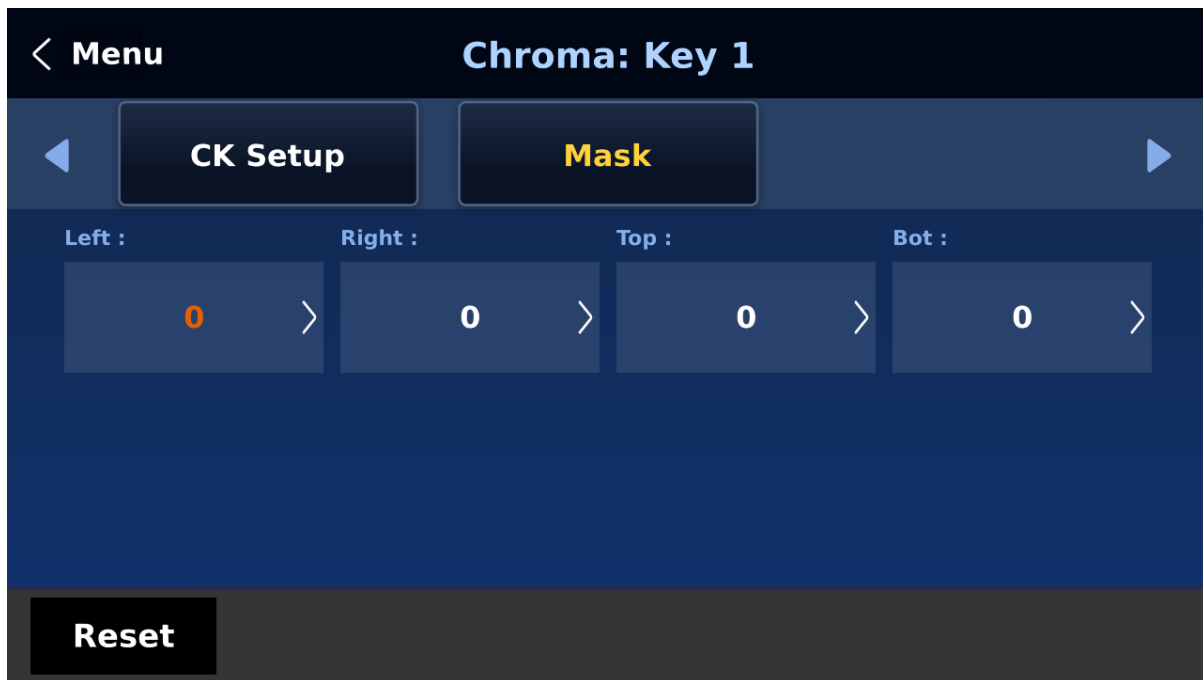 Menu
Chroma: Key 1
CK Setup
Mask
Left :
Right :
Top :
Bot :
0
0
0
0
Reset